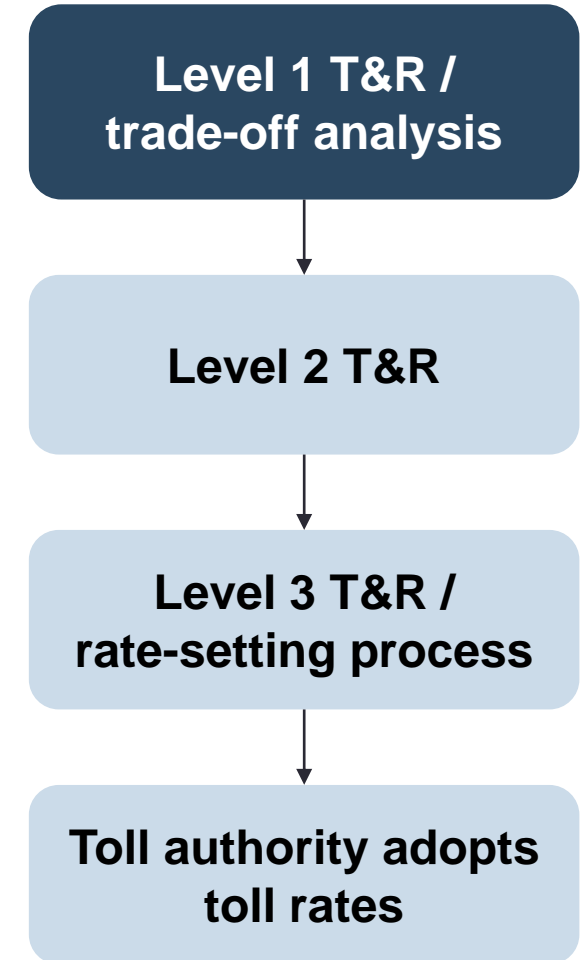 Level 1 T&R /
trade-off analysis
Level 2 T&R
Level 3 T&R /
rate-setting process
Toll authority adopts
toll rates